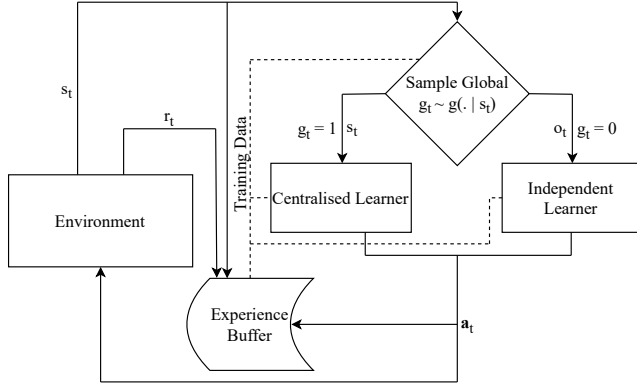 s_t
r_t
Environment
Training Data
Sample Global
g_t ~ g(. | s_t)
g_t = 1
s_t
o_t
g_t = 0
Centralised Learner
Independent
Learner
Experience
Buffer
a_t